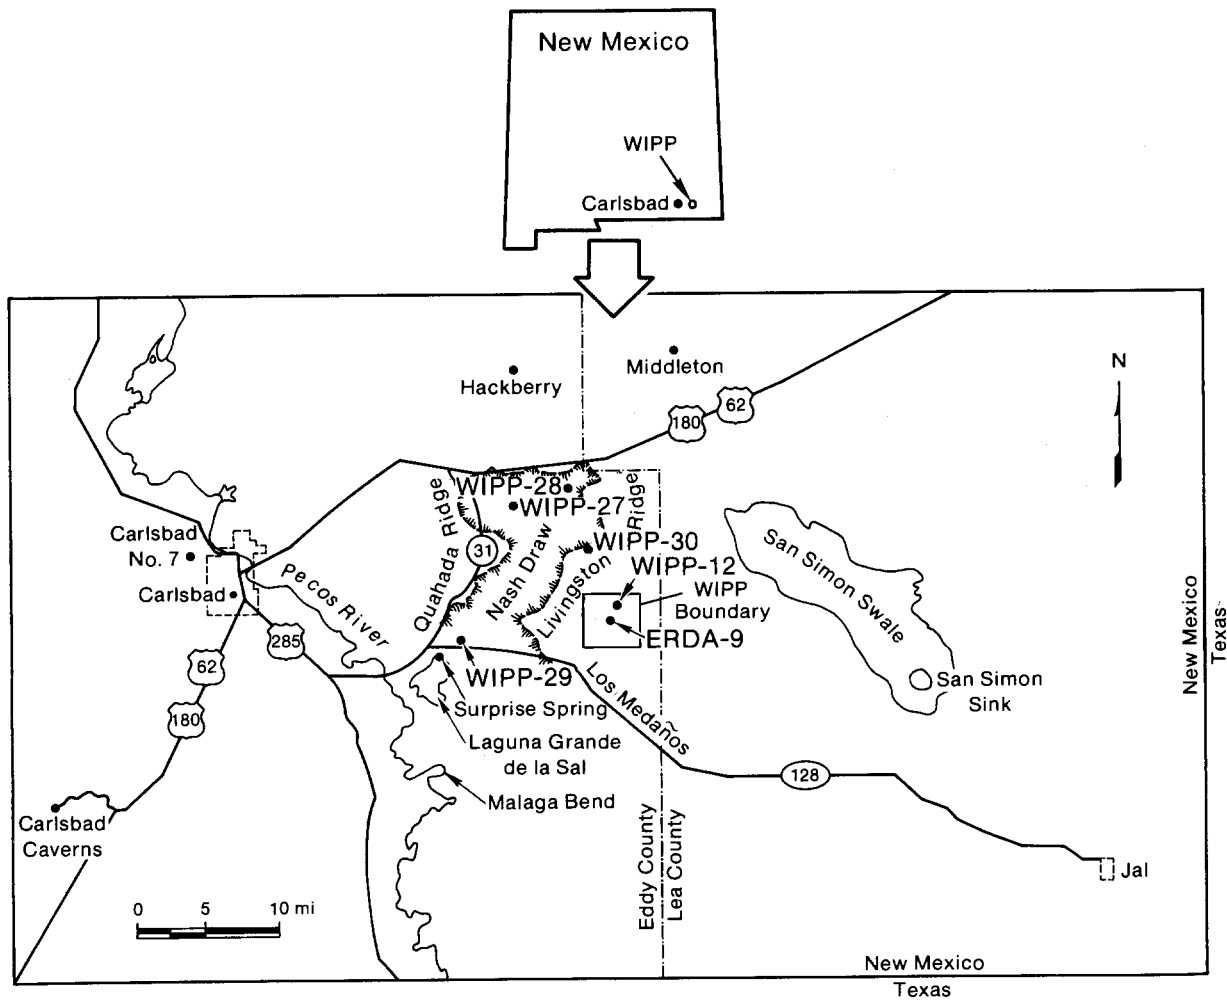 New Mexico
WIPP
Carlsbad
Hackberry
Middleton
N
180
62
WIPP-28
WIPP-27
Quahada Ridge
31
Nash Draw
Livingston Ridge
WIPP-30
WIPP-12
WIPP
Boundary
ERDA-9
San Simon Swale
San Simon
Sink
Carlsbad
No. 7
Carlsbad
Pecos River
285
62
180
WIPP-29
Surprise Spring
Laguna Grande
de la Sal
Malaga Bend
Los Medaños
128
Carlsbad
Caverns
Jal
Eddy County
Lea County
0 5 10 mi
New Mexico
Texas
New Mexico
Texas